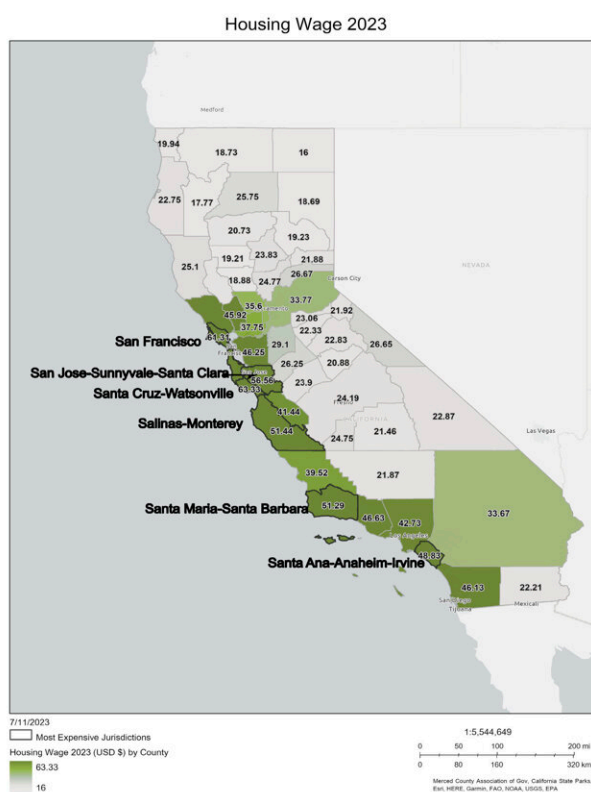 Housing Wage 2023
Medford
19.94
18.73
16
22.75
17.77
25.75
18.69
20.73
19.23
25.1
19.21
23.83
21.88
18.88
24.77
26.67
Carson City
NEVADA
33.77
35.6
45.92
21.92
23.06
37.75
22.33
61.31
San Francisco
46.25
29.1
22.83
26.65
San Jose-Sunnyvale-Santa Clara
56.56
26.25
20.88
Santa Cruz-Watsonville
63.33
23.9
24.19
Fresno
41.44
Salinas-Monterey
51.44
22.87
24.75
21.46
Las Vegas
39.52
21.87
Santa Maria-Santa Barbara
51.29
33.67
46.63
42.73
Los Angeles
Santa Ana-Anaheim-Irvine
48.83
46.13
22.21
San Diego
Mexicali
Tijuana
7/11/2023
Most Expensive Jurisdictions
Housing Wage 2023 (USD $) by County
63.33
16
1:5,544,649
0 50 100 200 mi
0 80 160 320 km
Merced County Association of Gov, California State Parks,
Esri, HERE, Garmin, FAO, NOAA, USGS, EPA